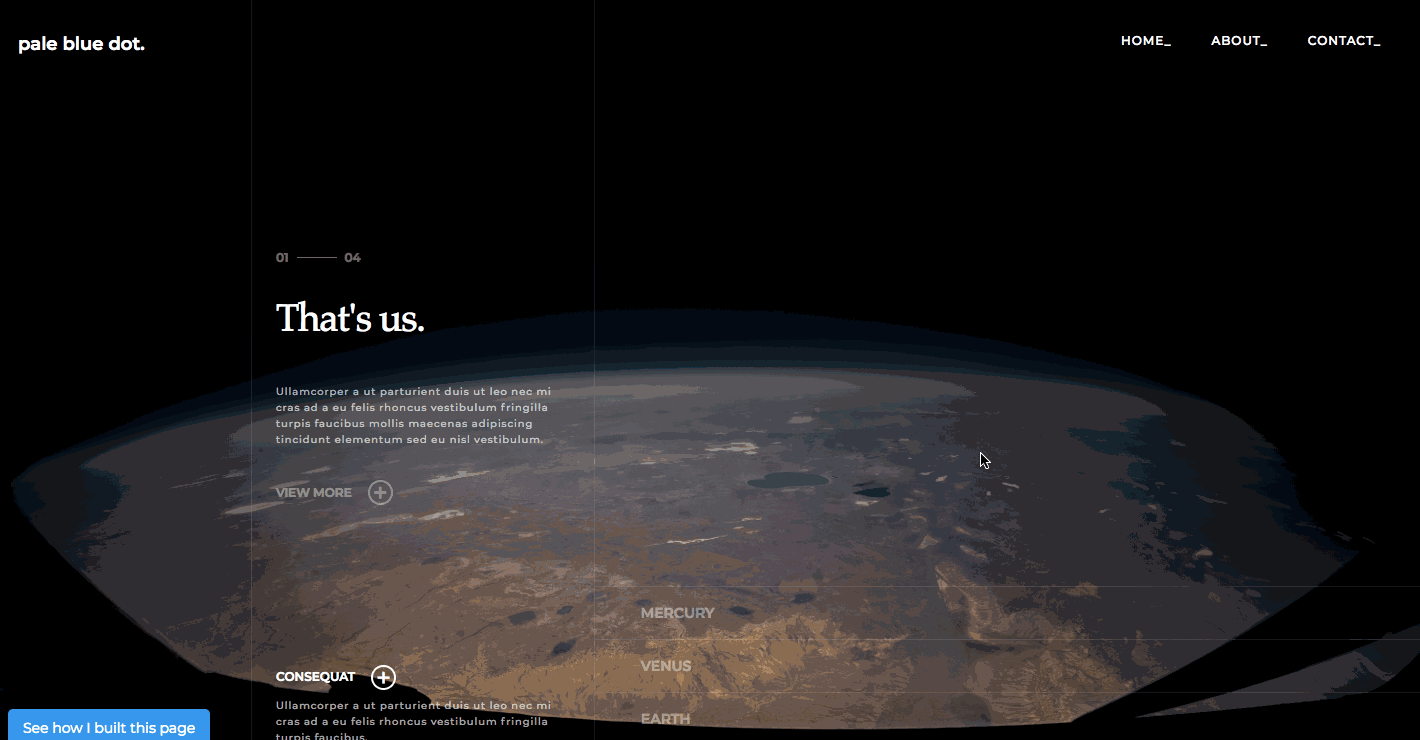 pale blue dot.
HOME_ ABOUT_ CONTACT_
01 04
That's us.
Ullamcorper a ut parturient duis ut leo nec mi
cras ad a eu felis rhoncus vestibulum fringilla
turpis faucibus mollis maecenas adipiscing
tincidunt elementum sed eu nisl vestibulum.
VIEW MORE
CONSEQUAT
Ullamcorper a ut parturient duis ut leo nec mi
cras ad a eu felis rhoncus vestibulum fringilla
turpis faucibus.
MERCURY
VENUS
EARTH
See how I built this page